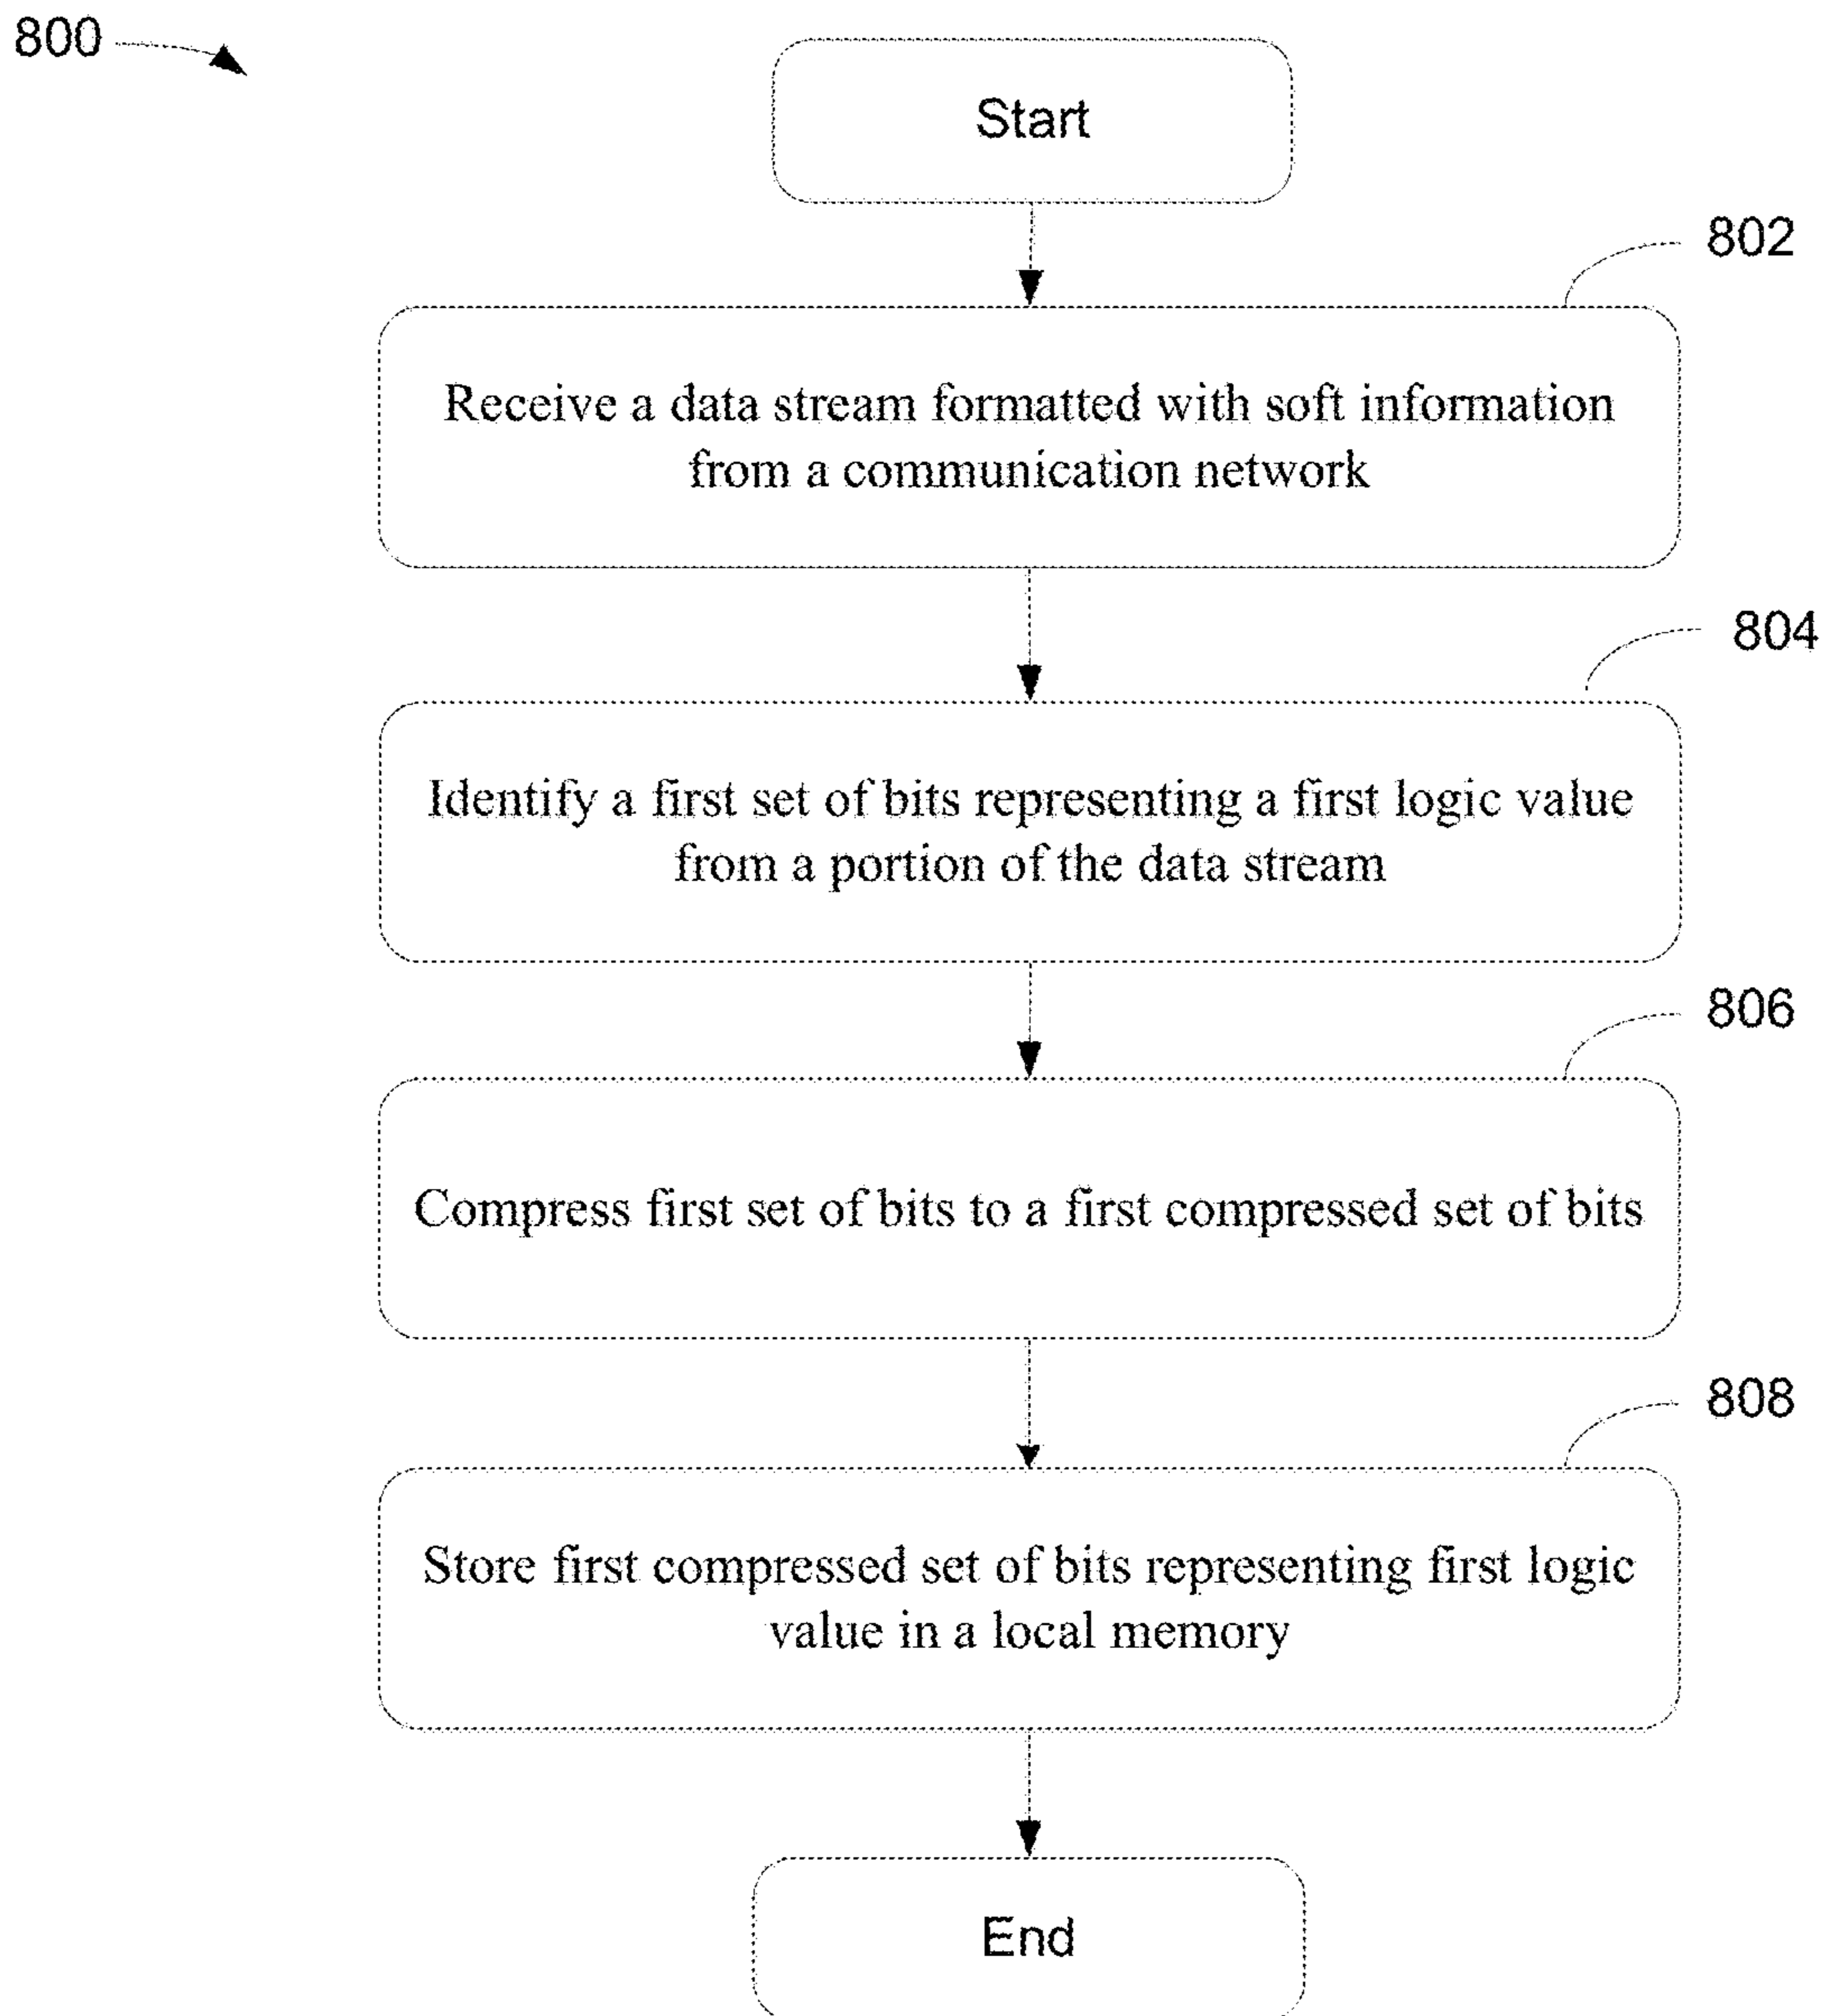 800
Start
802
Receive a data stream formatted with soft information
from a communication network
804
Identify a first set of bits representing a first logic value
from a portion of the data stream
806
Compress first set of bits to a first compressed set of bits
808
Store first compressed set of bits representing first logic
value in a local memory
End